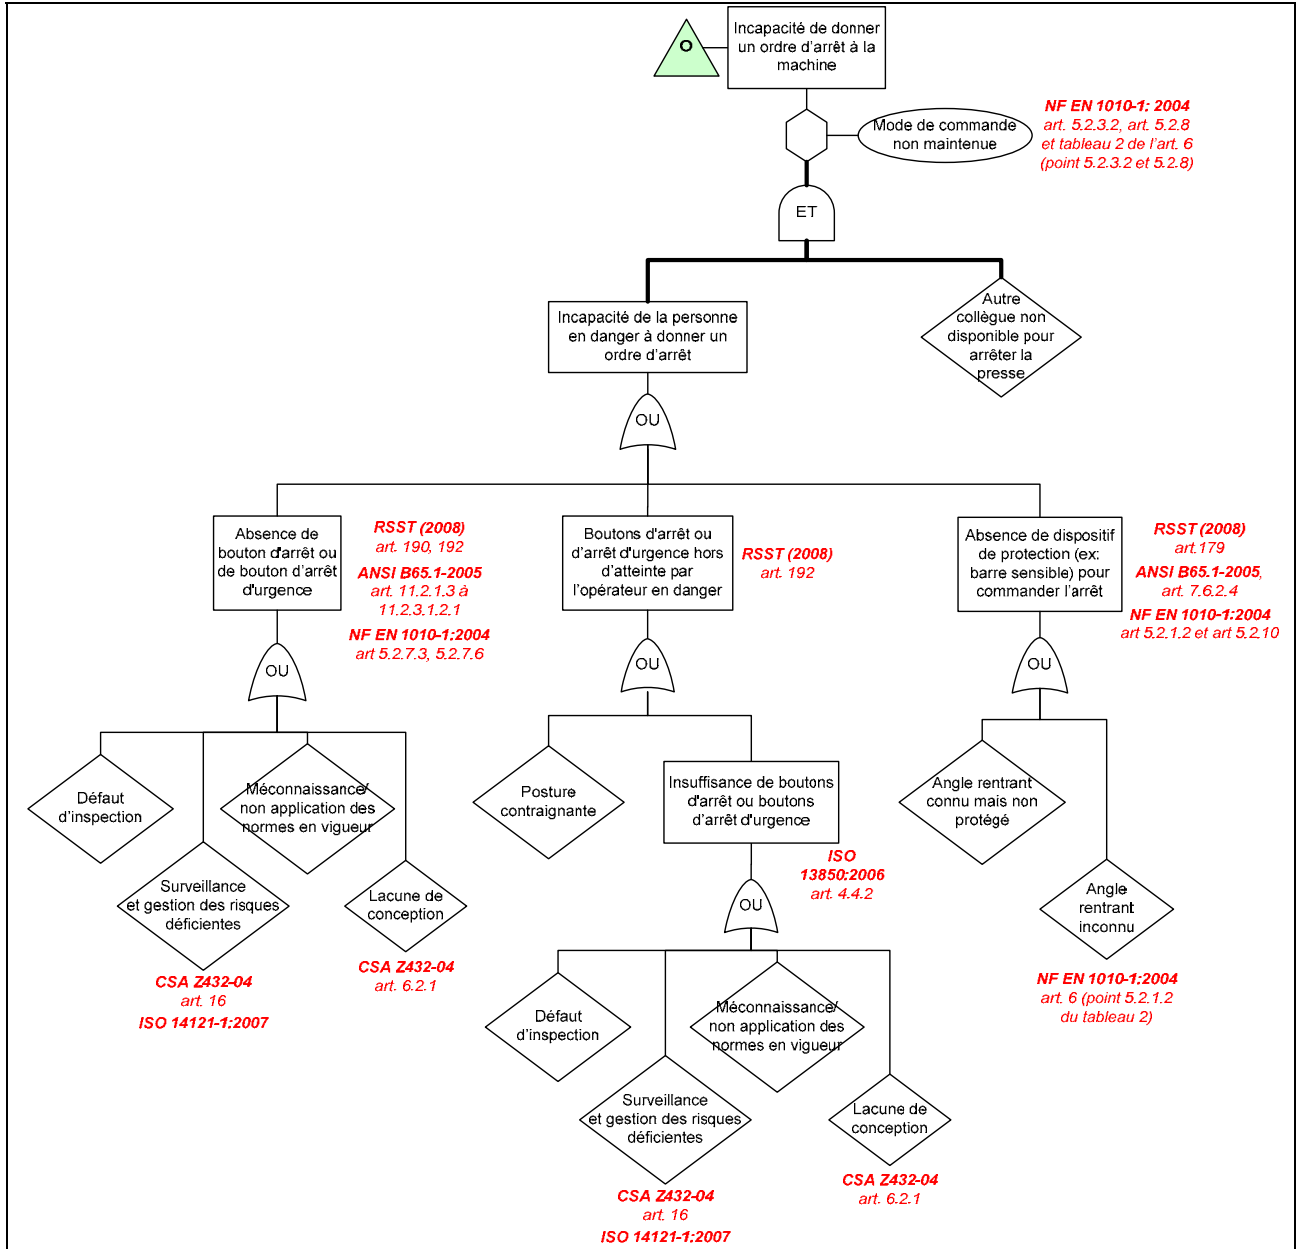 O
Incapacité de donner
un ordre d'arrêt à la
machine
Mode de commande
non maintenue
NF EN 1010-1: 2004
art. 5.2.3.2, art. 5.2.8
et tableau 2 de l'art. 6
(point 5.2.3.2 et 5.2.8)
ET
Incapacité de la personne
en danger à donner un
ordre d'arrêt
Autre
collègue non
disponible pour
arrêter la
presse
OU
Absence de
bouton d'arrêt ou
de bouton d'arrêt
d'urgence
RSST (2008)
art. 190, 192
ANSI B65.1-2005
art. 11.2.1.3 à
11.2.3.1.2.1
NF EN 1010-1:2004
art 5.2.7.3, 5.2.7.6
Boutons d'arrêt ou
d'arrêt d'urgence hors
d'atteinte par
l'opérateur en danger
RSST (2008)
art. 192
Absence de dispositif
de protection (ex:
barre sensible) pour
commander l'arrêt
RSST (2008)
art.179
ANSI B65.1-2005,
art. 7.6.2.4
NF EN 1010-1:2004
art 5.2.1.2 et art 5.2.10
OU
OU
OU
Défaut
d'inspection
Méconnaissance/
non application des
normes en vigueur
Surveillance
et gestion des risques
déficientes
CSA Z432-04
art. 16
ISO 14121-1:2007
Lacune de
conception
CSA Z432-04
art. 6.2.1
Posture
contraignante
Insuffisance de boutons
d'arrêt ou boutons
d'arrêt d'urgence
ISO
13850:2006
art. 4.4.2
Angle rentrant
connu mais non
protégé
Angle
rentrant
inconnu
NF EN 1010-1:2004
art. 6 (point 5.2.1.2
du tableau 2)
OU
Défaut
d'inspection
Méconnaissance/
non application des
normes en vigueur
Surveillance
et gestion des risques
déficientes
CSA Z432-04
art. 16
ISO 14121-1:2007
Lacune de
conception
CSA Z432-04
art. 6.2.1